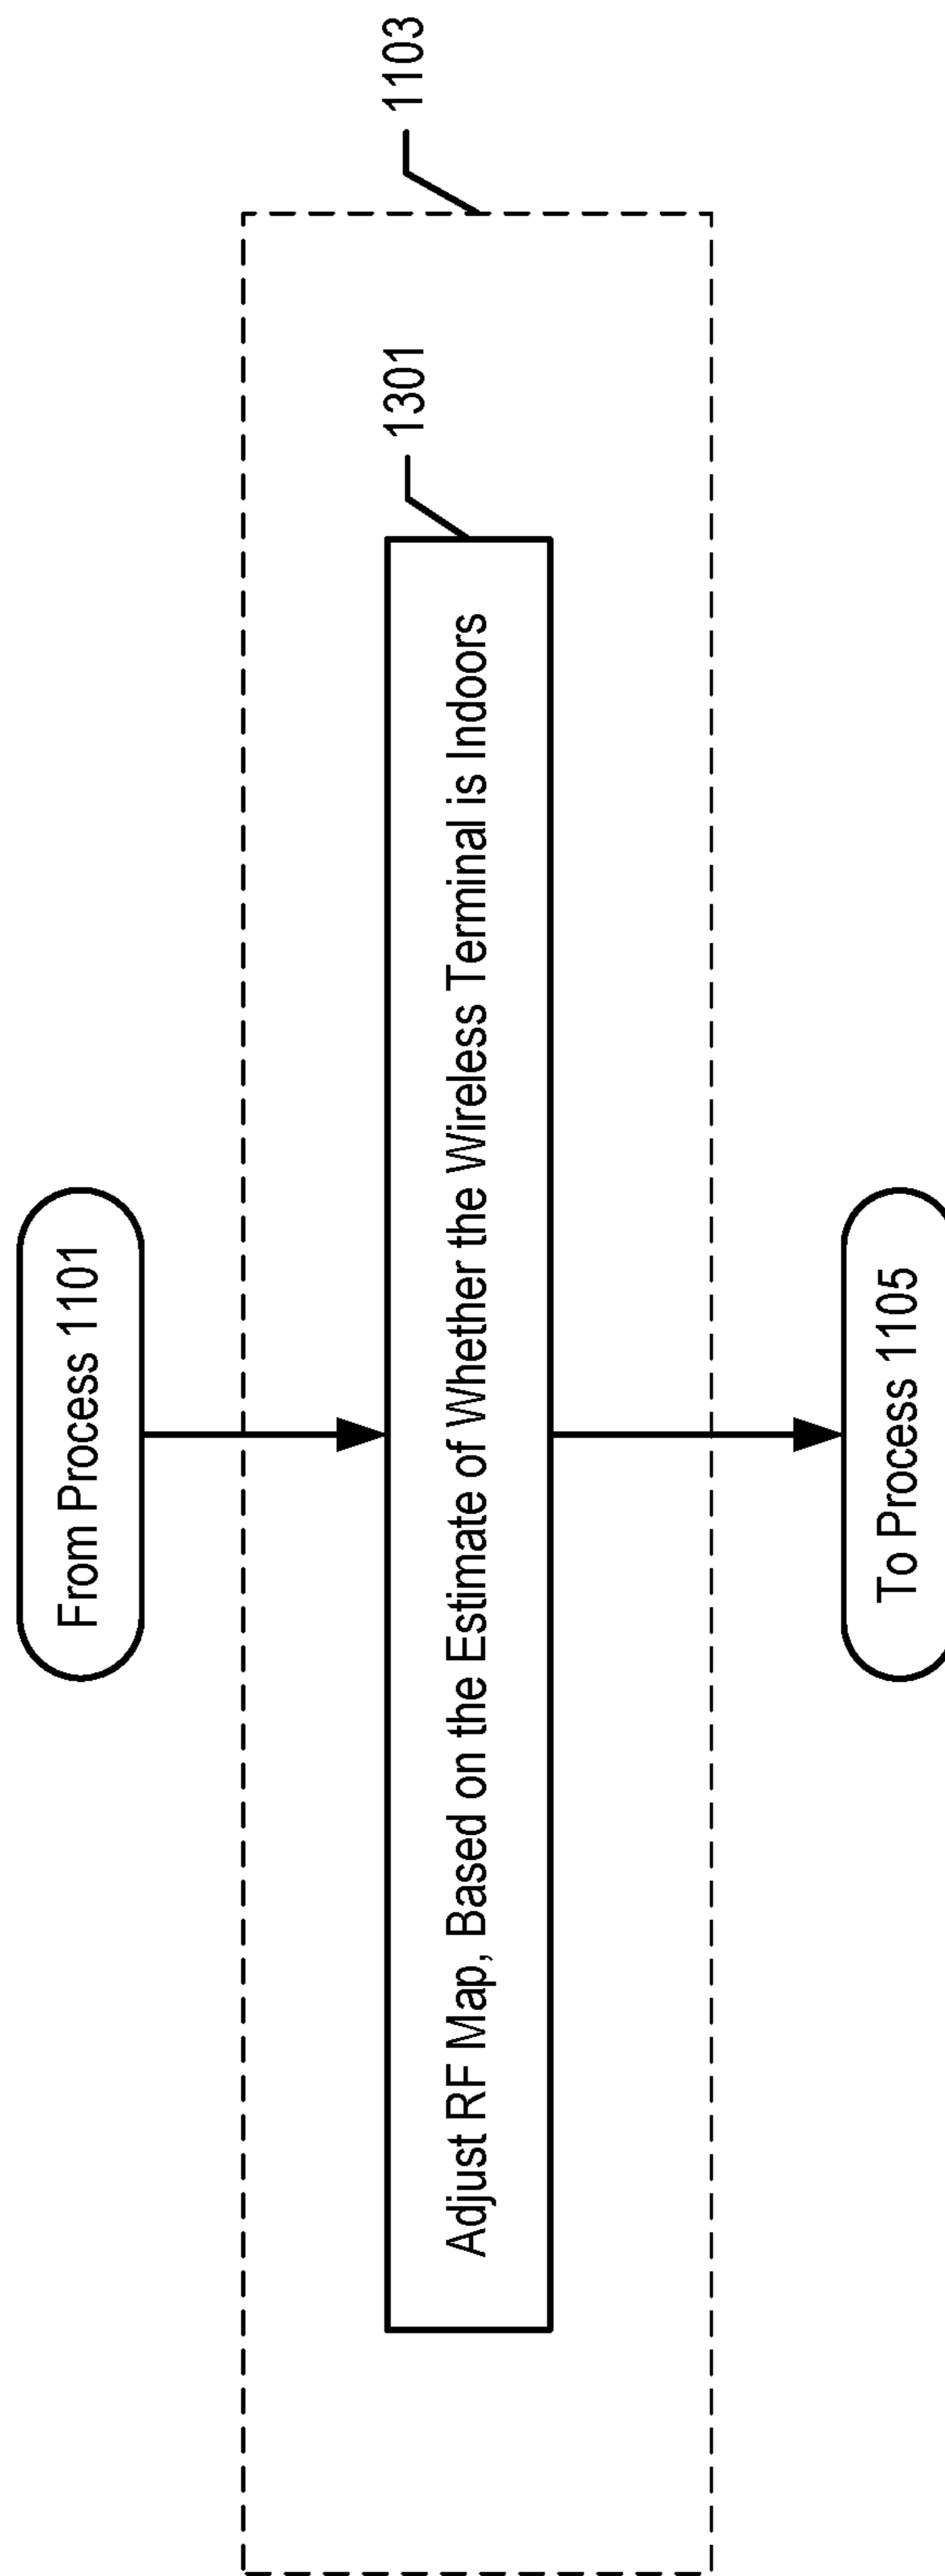 From Process 1101
1103
1301
Adjust RF Map, Based on the Estimate of Whether the Wireless Terminal is Indoors
To Process 1105